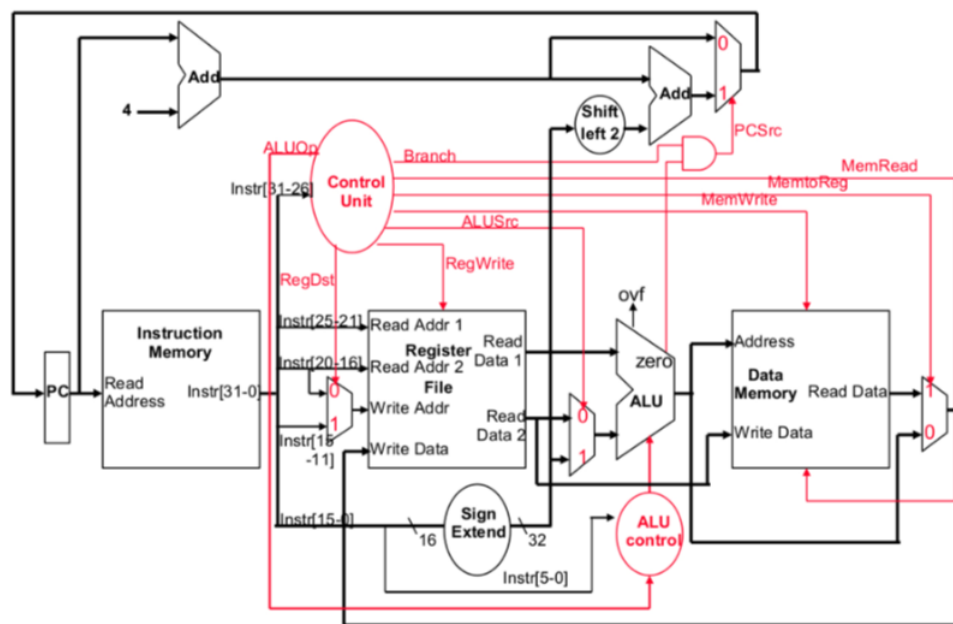 0
Add
Add
4
Shift
left 2
1
PCSrc
ALUOp
Branch
MemRead
Instr[31-26]
Control
Unit
MemtoReg
MemWrite
ALUSrc
RegWrite
RegDst
ovf
Instruction
Memory
Instr[25-21]
Read Addr 1
Register
File
Read
Data 1
zero
Address
Data
Memory
Read Data
PC
Read
Address
Instr[31-0]
Instr[20-16]
Read Addr 2
0
Write Addr
1
Read
Data 2
0
ALU
1
0
Write Data
Instr[15
-11]
Write Data
1
Instr[15-0]
Sign
Extend
16
32
ALU
control
Instr[5-0]